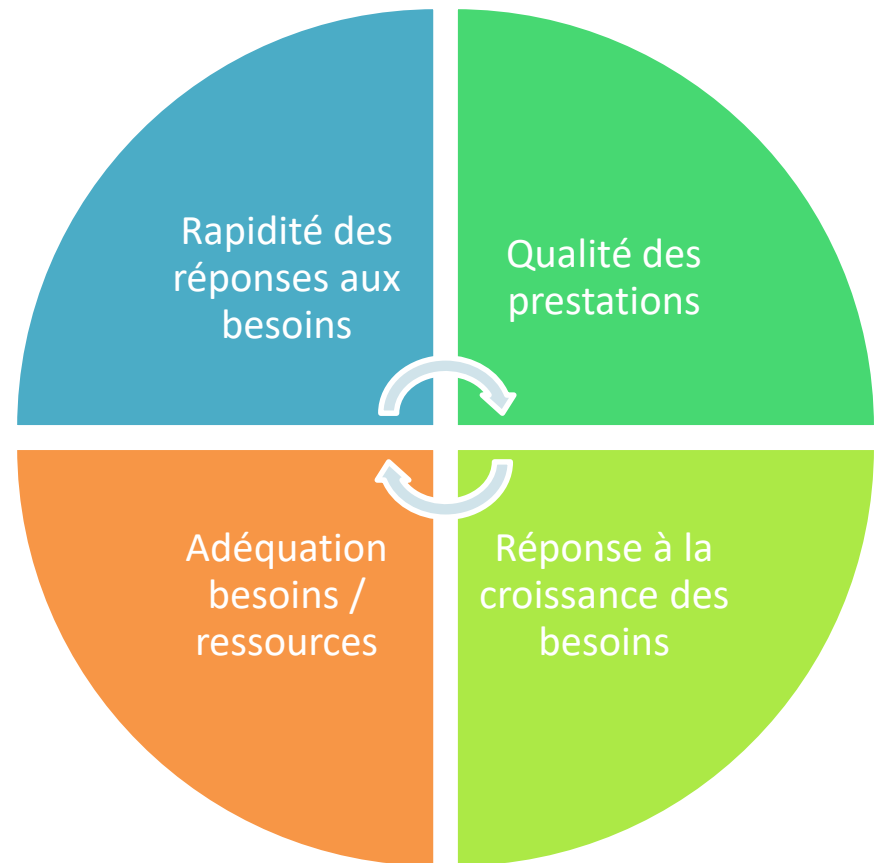 Rapidité des
réponses aux
besoins
Qualité des
prestations
Adéquation
besoins /
ressources
Réponse à la
croissance des
besoins